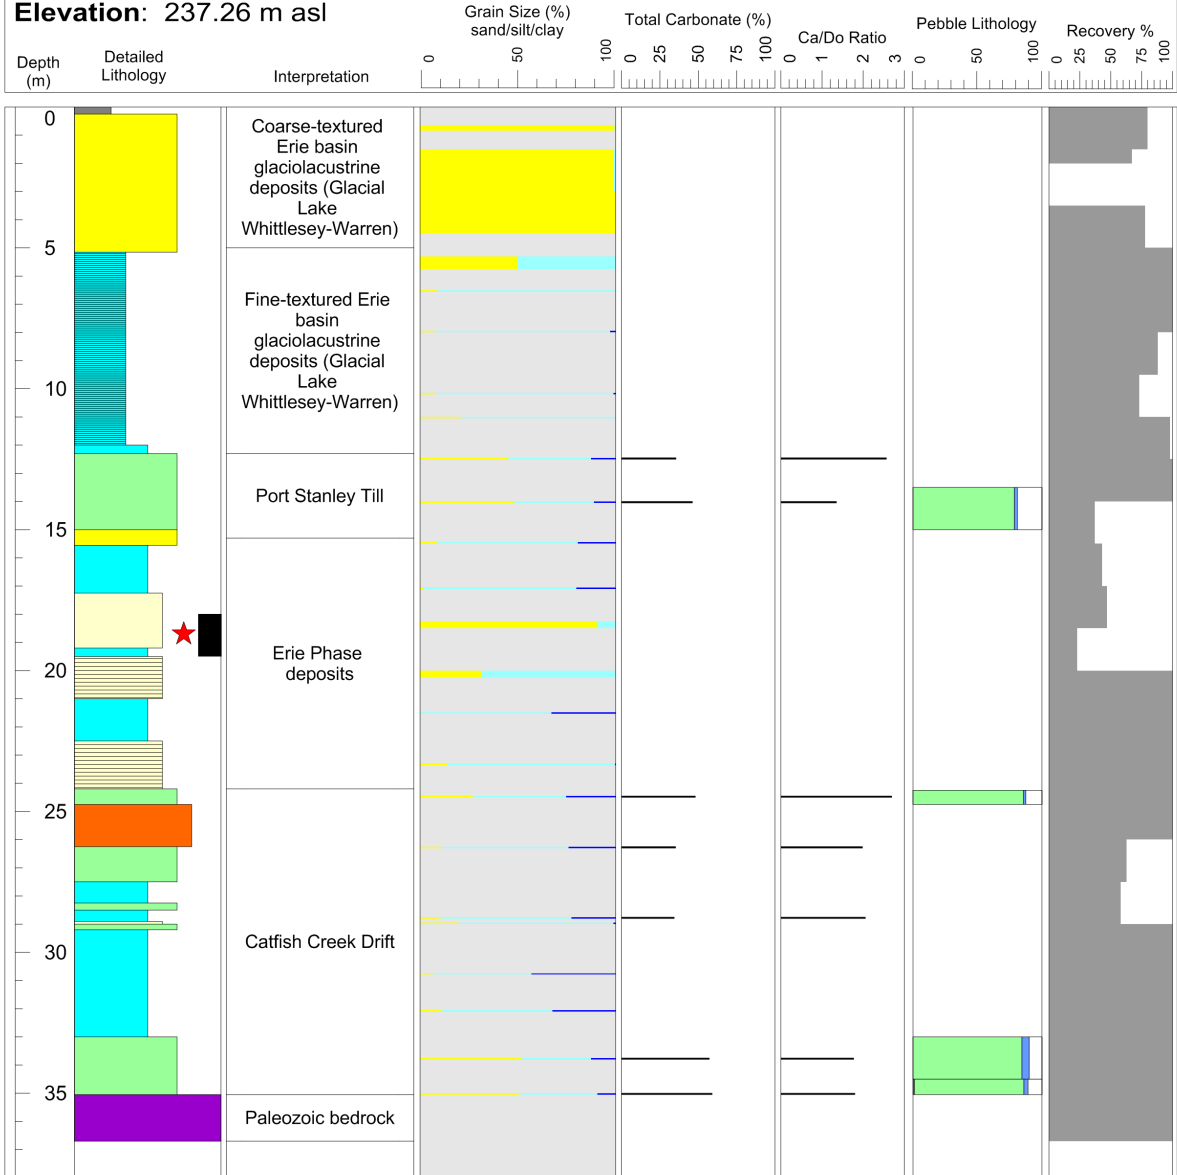 Elevation: 237.26 m asl
Depth
(m)
Detailed
Lithology
Interpretation
Grain Size (%)
sand/silt/clay
0
50
100
Total Carbonate (%)
0
25
50
75
100
Ca/Do Ratio
0
1
2
3
Pebble Lithology
0
50
100
Recovery %
0
25
50
75
100
0
5
10
15
20
25
30
35
Coarse-textured
Erie basin
glaciolacustrine
deposits (Glacial
Lake
Whittlesey-Warren)
Fine-textured Erie
basin
glaciolacustrine
deposits (Glacial
Lake
Whittlesey-Warren)
Port Stanley Till
Erie Phase
deposits
Catfish Creek Drift
Paleozoic bedrock